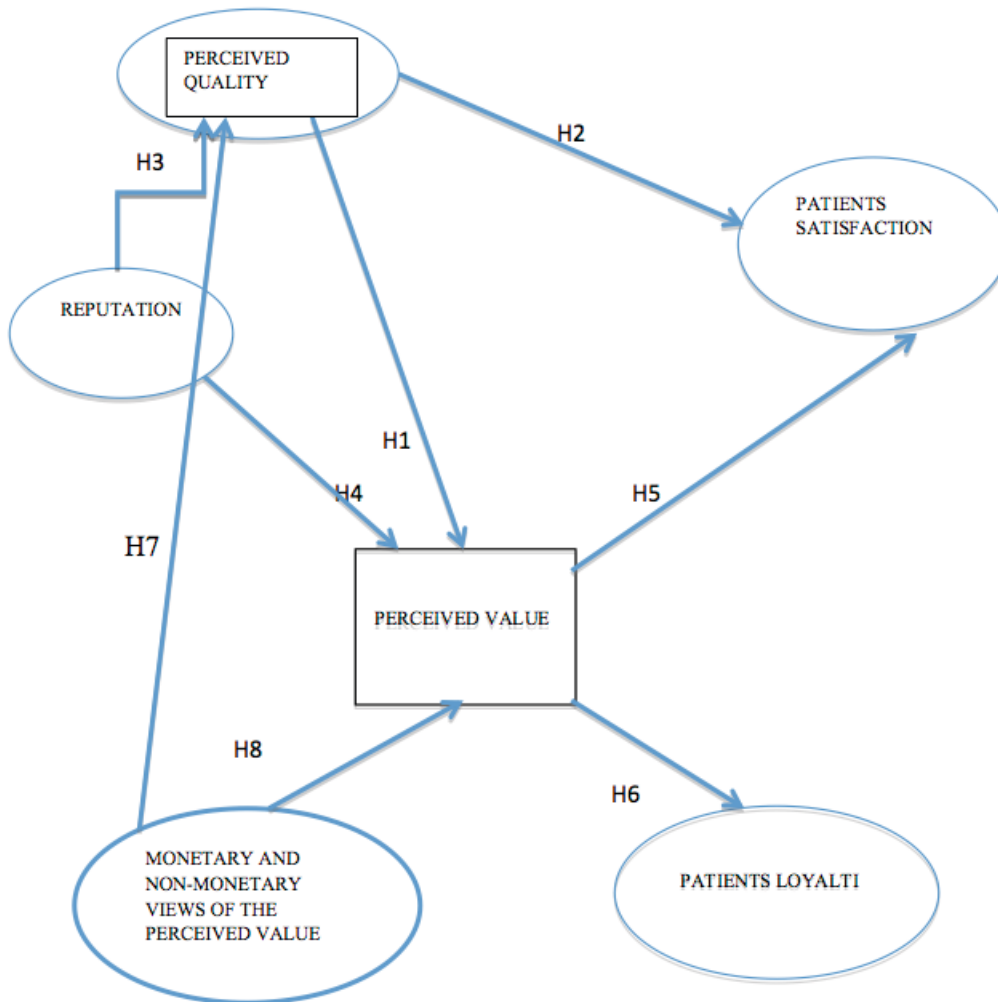 PERCEIVED
QUALITY
H3
H2
PATIENTS
SATISFACTION
REPUTATION
H1
H4
H5
H7
PERCEIVED VALUE
H8
H6
MONETARY AND
NON-MONETARY
VIEWS OF THE
PERCEIVED VALUE
PATIENTS LOYALTI